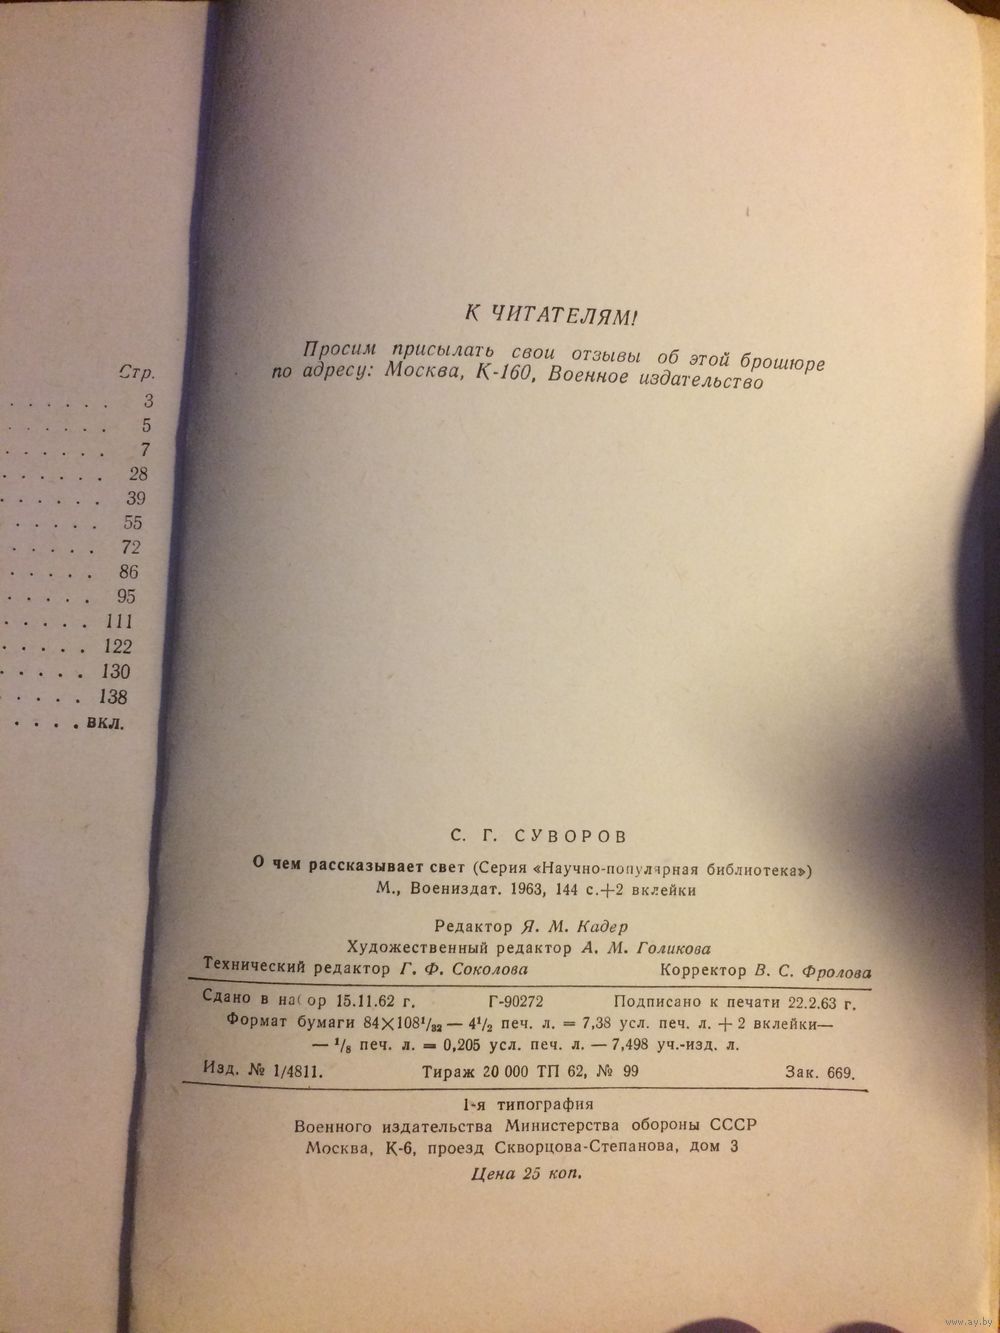 Стр.
. . . . . . 3
. . . . . . 5
. . . . . . 7
. . . . . . 28
. . . . . . 39
. . . . . 55
. . . . . 72
. . . . . 86
. . . . . 95
. . . . . 111
. . . . . 122
. . . . . 130
. . . . . 138
. . . . вкл.
К ЧИТАТЕЛЯМ!
Просим присылать свои отзывы об этой брошюре
по адресу: Москва, К-160, Военное издательство
С. Г. СУВОРОВ
О чем рассказывает свет (Серия «Научно-популярная библиотека»)
М., Воениздат. 1963, 144 с.+2 вклейки
Редактор Я. М. Кадер
Художественный редактор А. М. Голикова
Технический редактор Г. Ф. Соколова Корректор В. С. Фролова
Сдано в набор 15.11.62 г. Г-90272 Подписано к печати 22.2.63 г.
Формат бумаги 84×108¹/₃₂ — 4¹/₂ печ. л. = 7,38 усл. печ. л. + 2 вклейки—
— ¹/₈ печ. л. = 0,205 усл. печ. л. — 7,498 уч.-изд. л.
Изд. № 1/4811. Тираж 20 000 ТП 62, № 99 Зак. 669.
1-я типография
Военного издательства Министерства обороны СССР
Москва, К-6, проезд Скворцова-Степанова, дом 3
Цена 25 коп.
www.ay.by